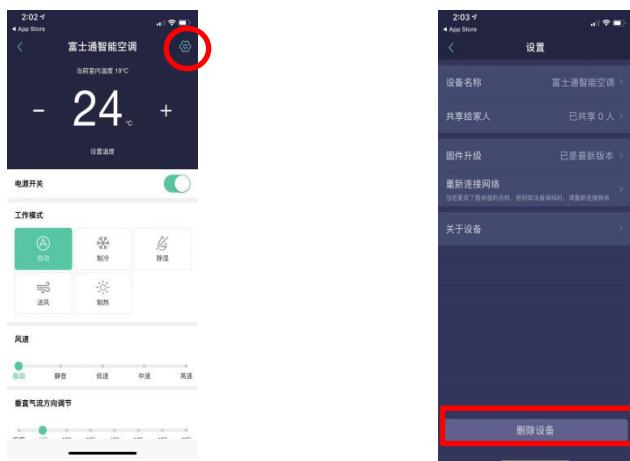 2:02
App Store
富士通智能空调
当前室内温度 19°C
- 24 °C +
设置温度
电源开关
工作模式
A
自动
制冷
除湿
送风
制热
风速
自动 静音 低速 中速 高速
垂直气流方向调节
2:03
App Store
设置
设备名称 富士通智能空调
共享给家人 已共享 0 人
固件升级 已是最新版本
重新连接网络
当您更改了路由器的名称、密码或设备掉线时，请重新连接网络
关于设备
删除设备